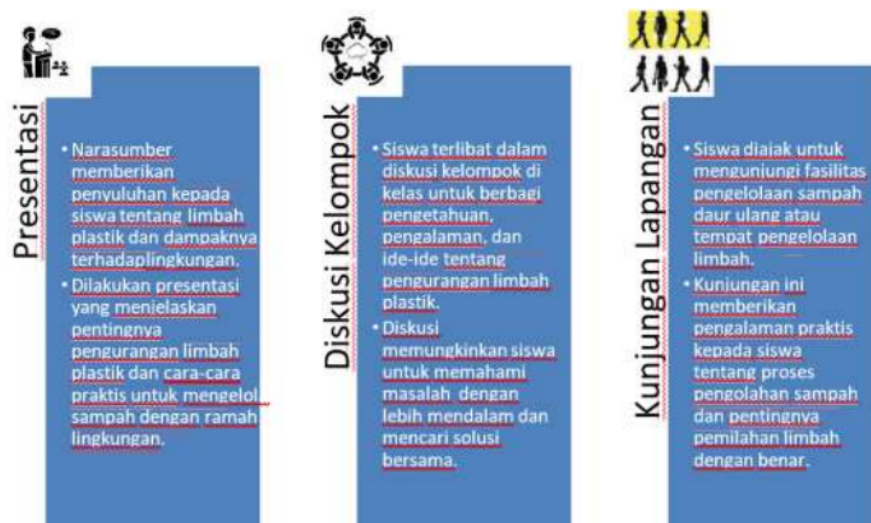 Presentasi
• Narasumber
memberikan
penyuluhan kepada
siswa tentang limbah
plastik dan dampaknya
terhadaplingkungan.
• Dilakukan presentasi
yang menjelaskan
pentingnya
pengurangan limbah
plastik dan cara-cara
praktis untuk mengelol
sampah dengan ramah
lingkungan.
Diskusi Kelompok
• Siswa terlibat dalam
diskusi kelompok di
kelas untuk berbagi
pengetahuan,
pengalaman, dan
ide-ide tentang
pengurangan limbah
plastik.
• Diskusi
memungkinkan siswa
untuk memahami
masalah dengan
lebih mendalam dan
mencari solusi
bersama.
Kunjungan Lapangan
• Siswa diajak untuk
mengunjungi fasilitas
pengelolaan sampah
daur ulang atau
tempat pengelolaan
limbah.
• Kunjungan ini
memberikan
pengalaman praktis
kepada siswa
tentang proses
pengolahan sampah
dan pentingnya
pemilahan limbah
dengan benar.